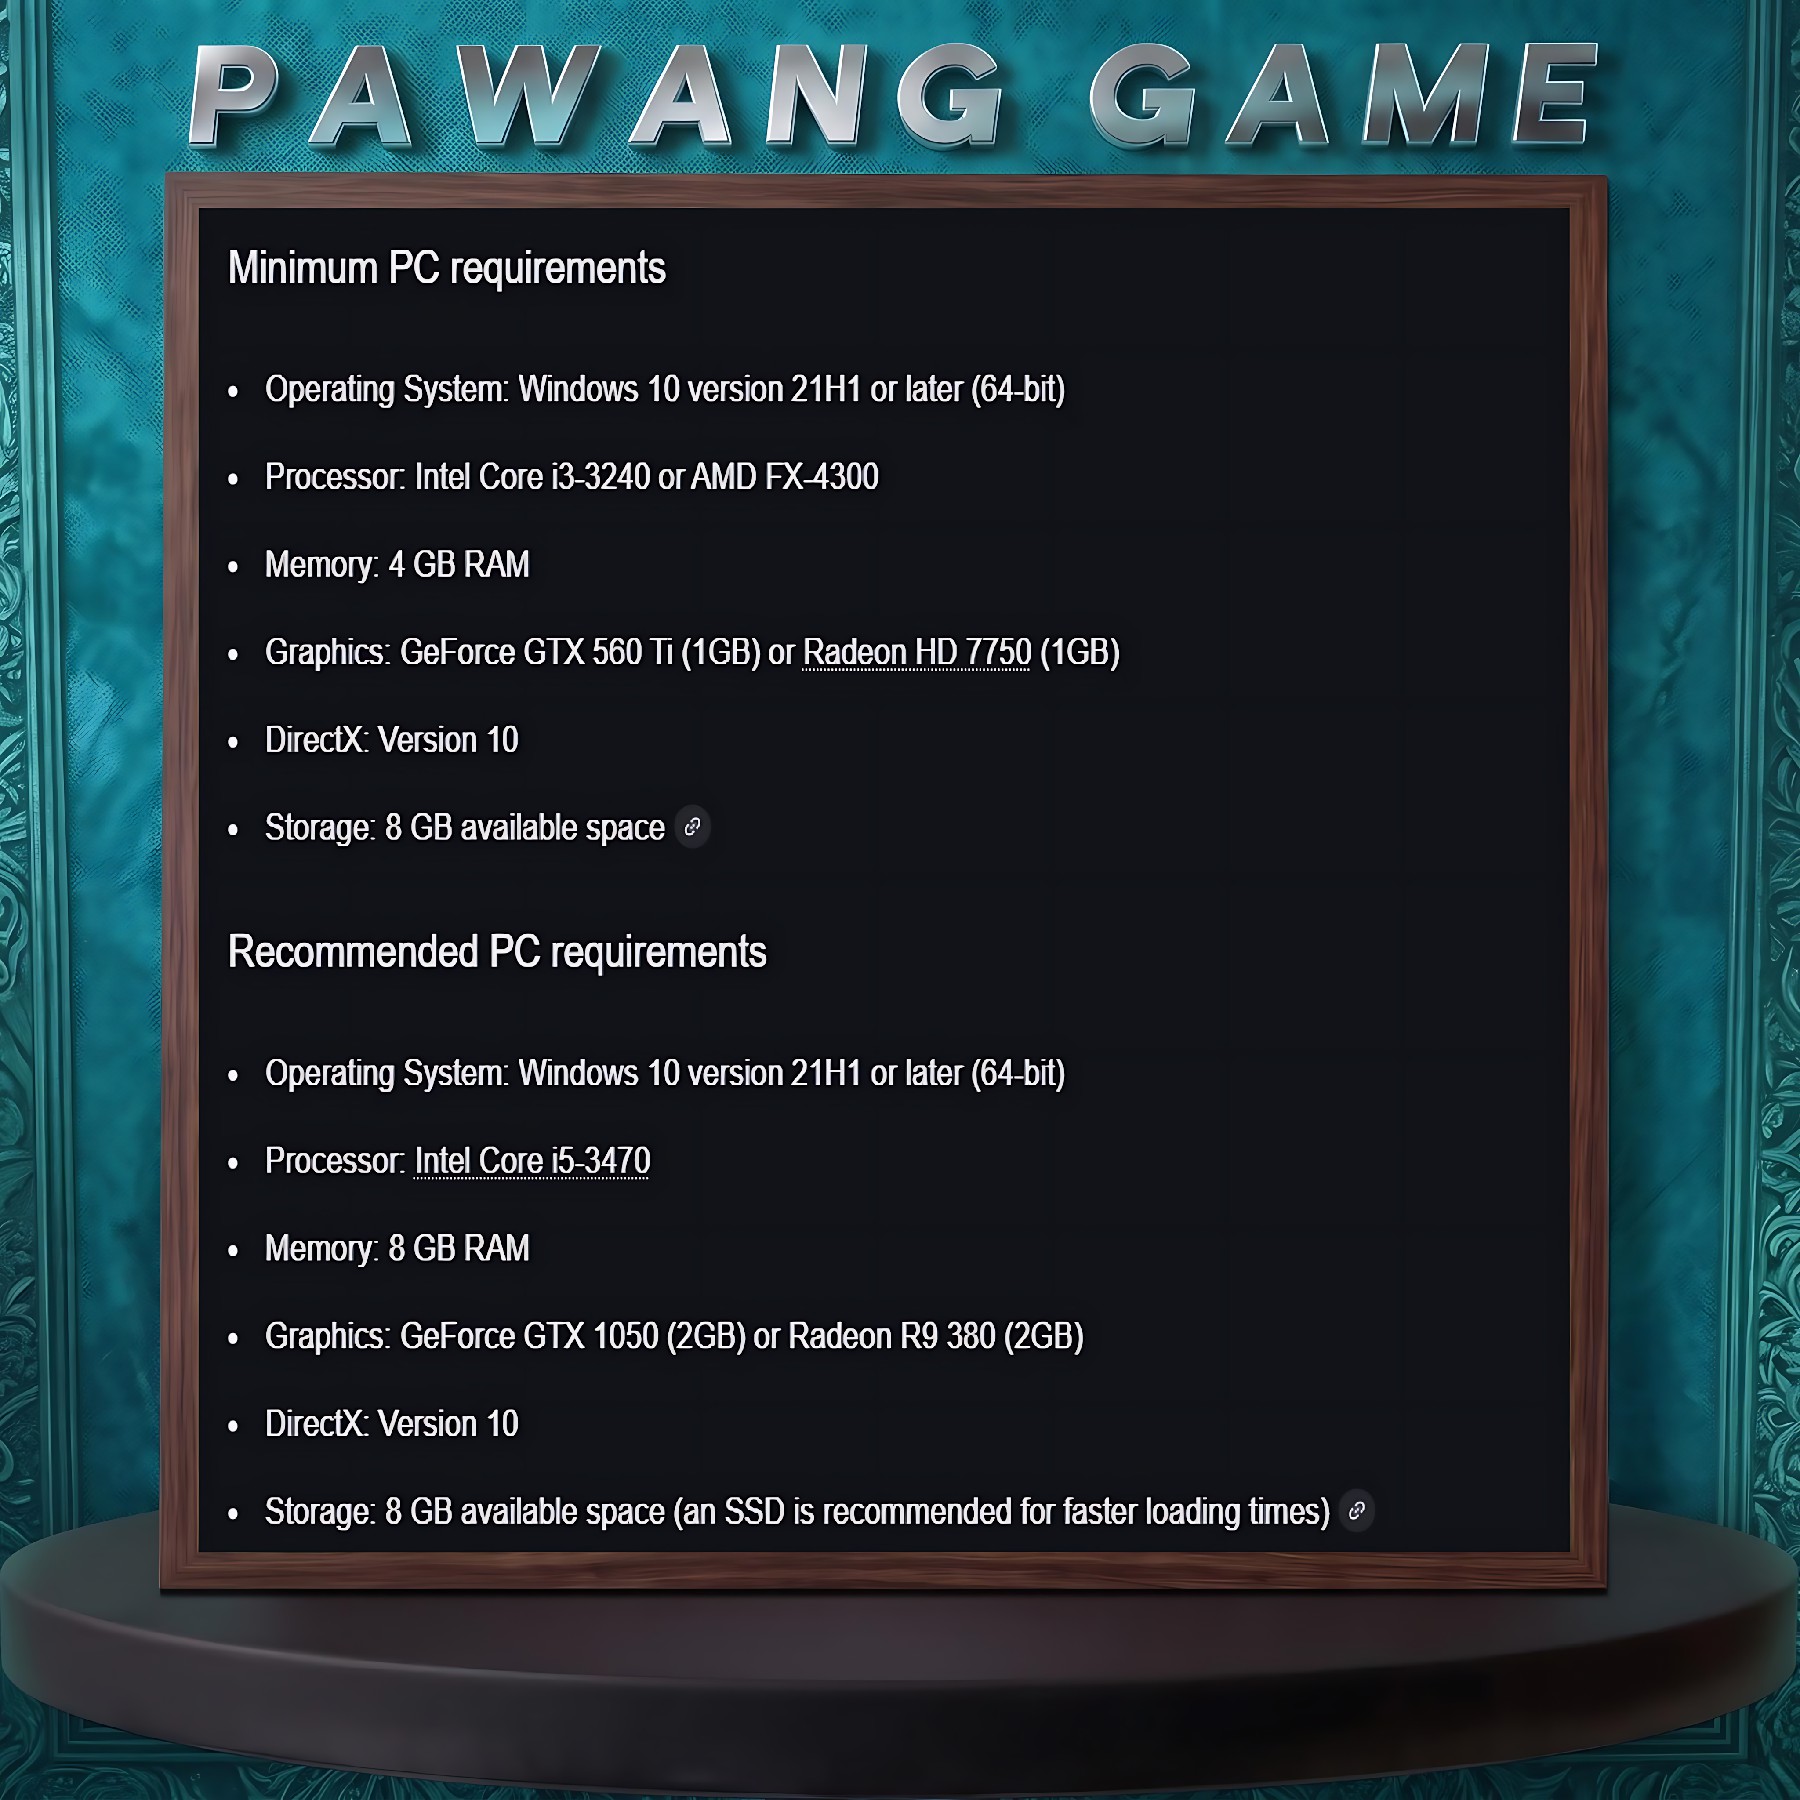 PAWANG GAME
Minimum PC requirements
• Operating System: Windows 10 version 21H1 or later (64-bit)
• Processor: Intel Core i3-3240 or AMD FX-4300
• Memory: 4 GB RAM
• Graphics: GeForce GTX 560 Ti (1GB) or Radeon HD 7750 (1GB)
• DirectX: Version 10
• Storage: 8 GB available space
Recommended PC requirements
• Operating System: Windows 10 version 21H1 or later (64-bit)
• Processor: Intel Core i5-3470
• Memory: 8 GB RAM
• Graphics: GeForce GTX 1050 (2GB) or Radeon R9 380 (2GB)
• DirectX: Version 10
• Storage: 8 GB available space (an SSD is recommended for faster loading times)